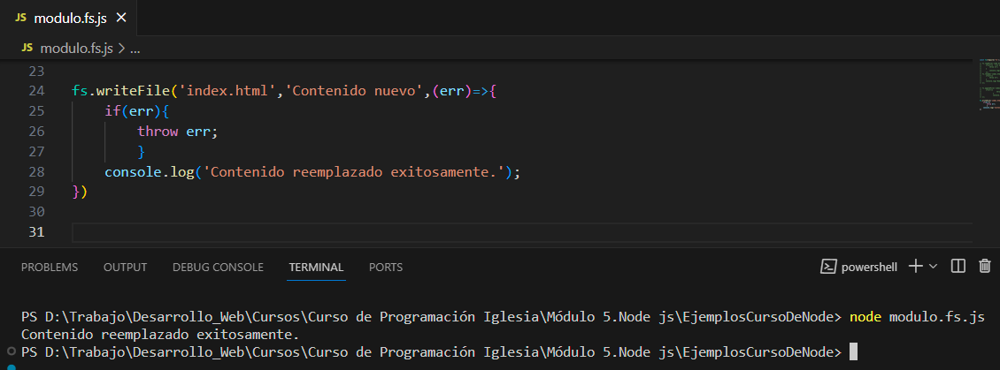 JS modulo.fs.js ×
JS modulo.fs.js > ...
23
24 fs.writeFile('index.html','Contenido nuevo',(err)=>{
25 if(err){
26 throw err;
27 }
28 console.log('Contenido reemplazado exitosamente.');
29 })
30
31
PROBLEMS OUTPUT DEBUG CONSOLE TERMINAL PORTS powershell
PS D:\Trabajo\Desarrollo_Web\Cursos\Curso de Programación Iglesia\Módulo 5.Node js\EjemplosCursoDeNode> node modulo.fs.js
Contenido reemplazado exitosamente.
PS D:\Trabajo\Desarrollo_Web\Cursos\Curso de Programación Iglesia\Módulo 5.Node js\EjemplosCursoDeNode>